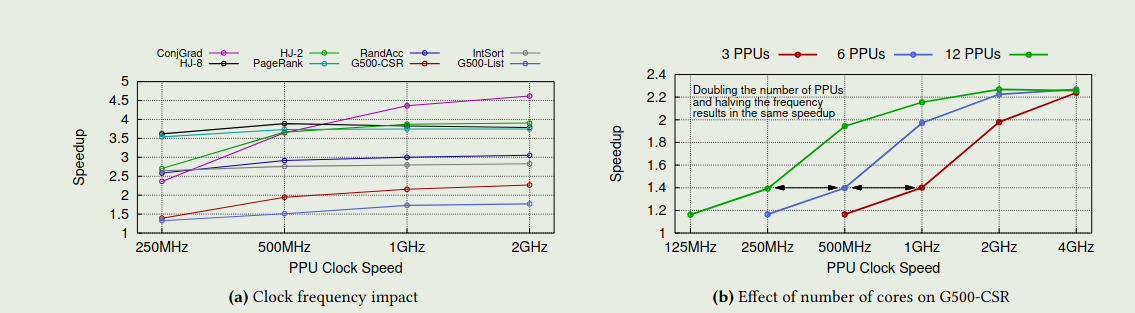 ConjGrad HJ-2 RandAcc IntSort
HJ-8 PageRank G500-CSR G500-List
5
4.5
4
3.5
3
2.5
2
1.5
1
Speedup
250MHz 500MHz 1GHz 2GHz
PPU Clock Speed
(a) Clock frequency impact
3 PPUs 6 PPUs 12 PPUs
2.4
2.2
2
1.8
1.6
1.4
1.2
1
Doubling the number of PPUs
and halving the frequency
results in the same speedup
Speedup
125MHz 250MHz 500MHz 1GHz 2GHz 4GHz
PPU Clock Speed
(b) Effect of number of cores on G500-CSR